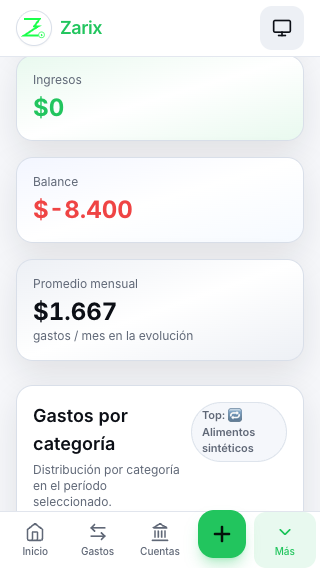 Zarix
Ingresos
$0
Balance
$-8.400
Promedio mensual
$1.667
gastos / mes en la evolución
Gastos por
categoría
Top: 🔁
Alimentos
sintéticos
Distribución por categoría
en el período
seleccionado.
Inicio
Gastos
Cuentas
Más